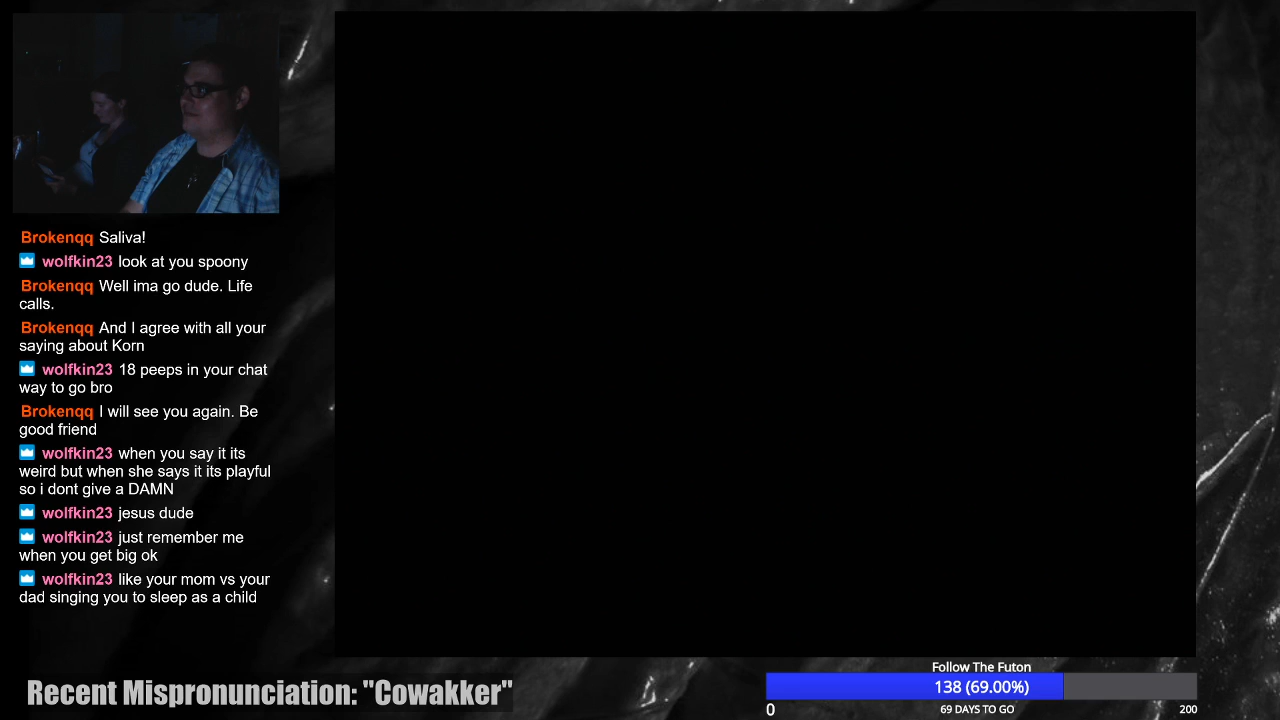 Brokenqq Saliva!
wolfkin23 look at you spoony
Brokenqq Well ima go dude. Life
calls.
Brokenqq And I agree with all your
saying about Korn
wolfkin23 18 peeps in your chat
way to go bro
Brokenqq I will see you again. Be
good friend
wolfkin23 when you say it its
weird but when she says it its playful
so i dont give a DAMN
wolfkin23 jesus dude
wolfkin23 just remember me
when you get big ok
wolfkin23 like your mom vs your
dad singing you to sleep as a child
Recent Mispronunciation: "Cowakker"
Follow The Futon
138 (69.00%)
0 69 DAYS TO GO 200